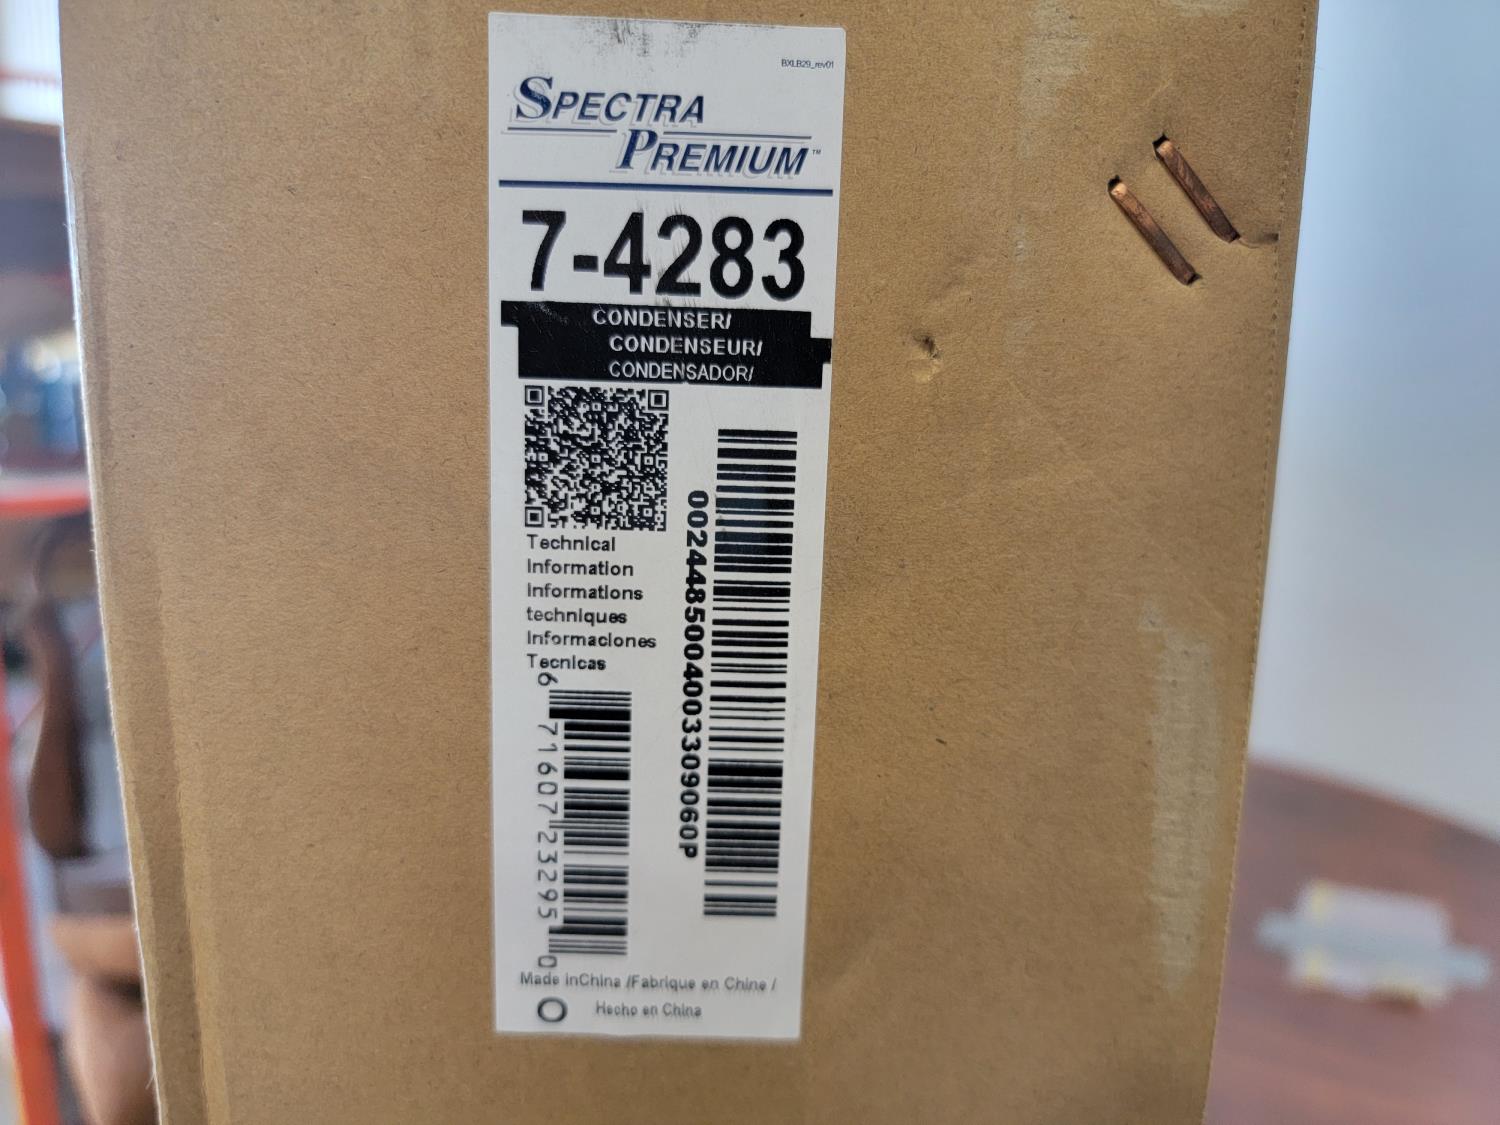 BXLB29_rev01
SPECTRA
PREMIUM™
7-4283
CONDENSER/
CONDENSEUR/
CONDENSADOR/
Technical
Information
Informations
techniques
Informaciones
Tecnicas
0024485004003309060P
6 71607 23295 0
Made inChina /Fabrique en Chine /
Hecho en China
O